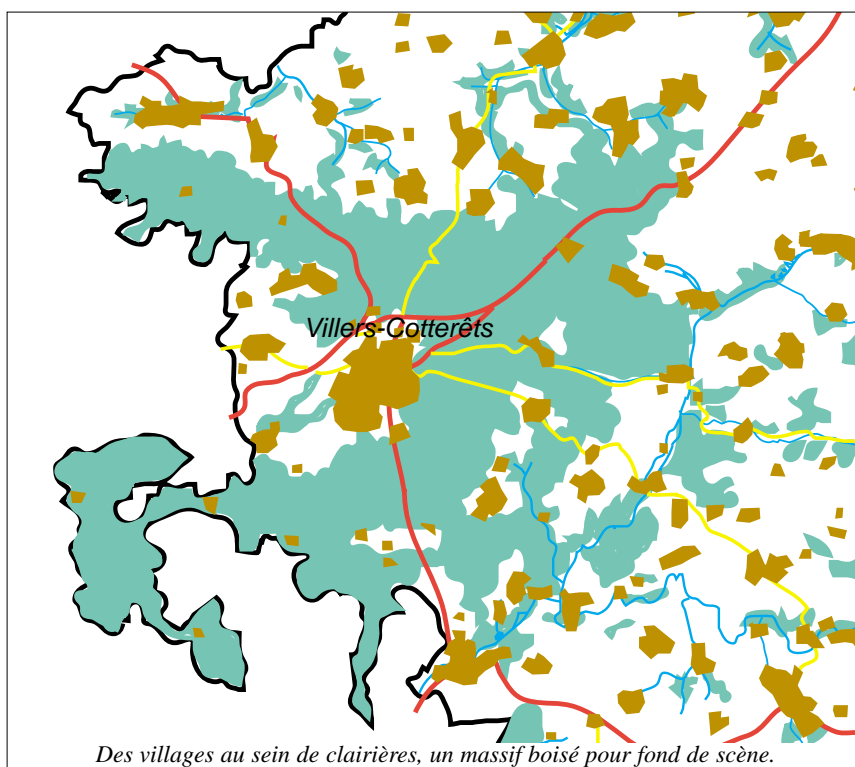 Villers-Cotterêts
Des villages au sein de clairières, un massif boisé pour fond de scène.